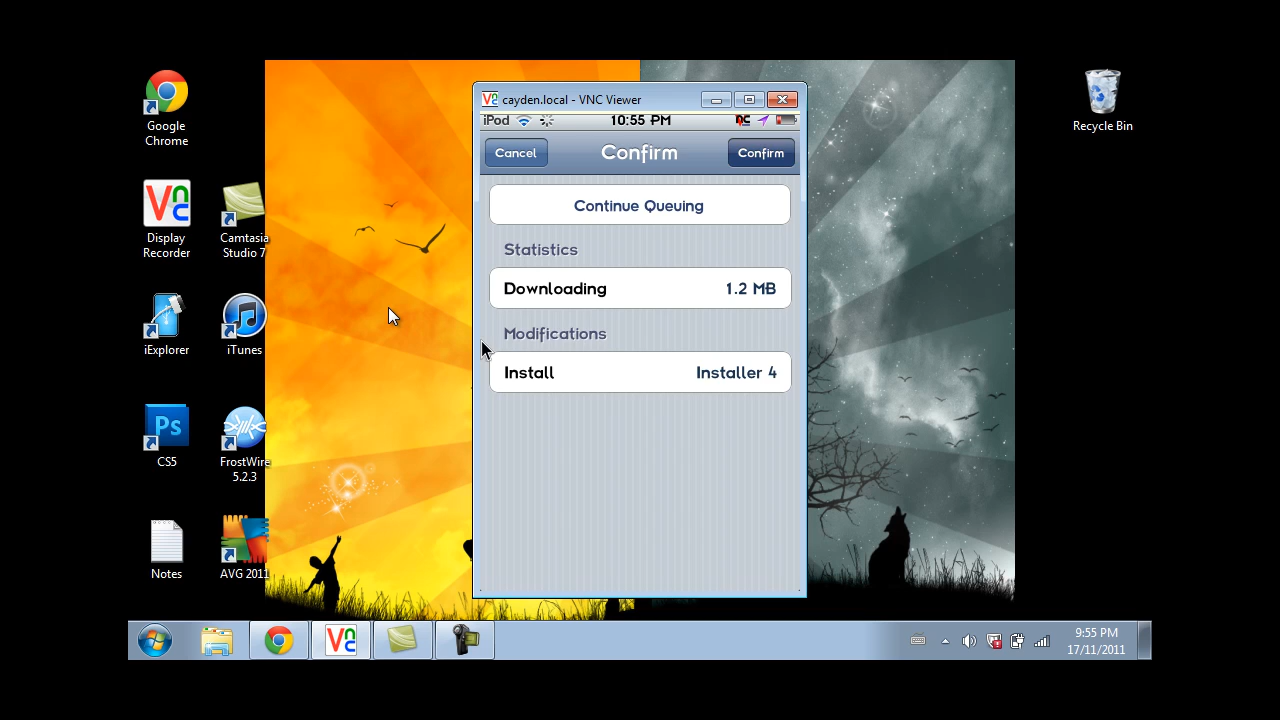 Google
Chrome
Display
Recorder
Camtasia
Studio 7
iExplorer
iTunes
Ps
CS5
FrostWire
5.2.3
Notes
AVG 2011
cayden.local - VNC Viewer
iPod
10:55 PM
Cancel
Confirm
Confirm
Continue Queuing
Statistics
Downloading 1.2 MB
Modifications
Install Installer 4
Recycle Bin
9:55 PM
17/11/2011